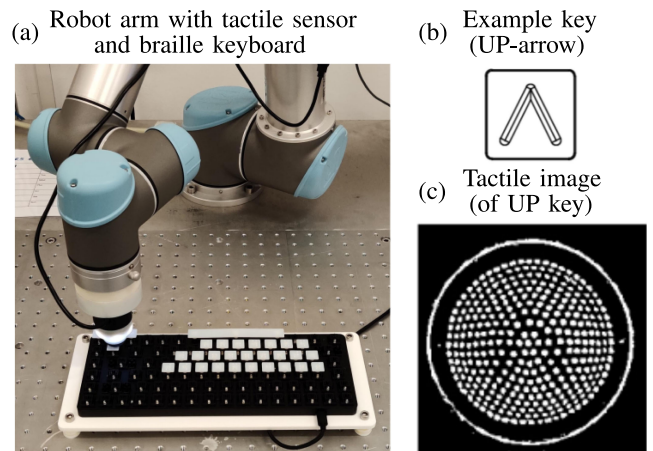 (a) Robot arm with tactile sensor
and braille keyboard
(b) Example key
(UP-arrow)
(c) Tactile image
(of UP key)